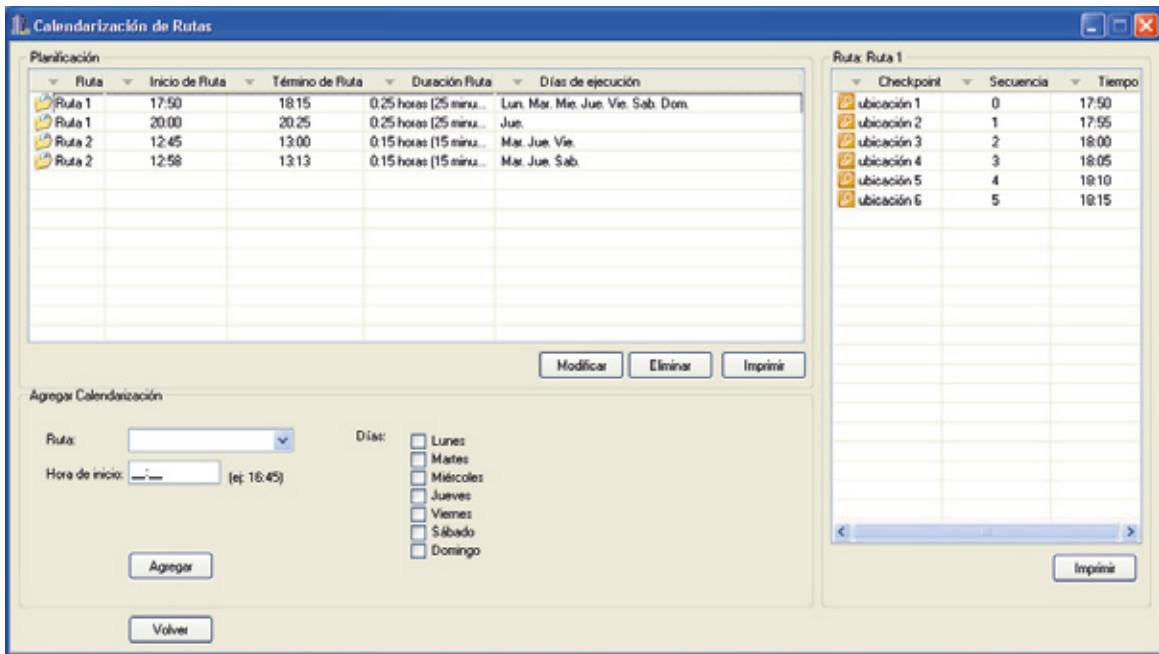 Calendarización de Rutas
Planificación
Ruta Inicio de Ruta Término de Ruta Duración Ruta Días de ejecución
Ruta 1 17:50 18:15 0:25 horas (25 minu... Lun. Mar. Mie. Jue. Vie. Sab. Dom.
Ruta 1 20:00 20:25 0:25 horas (25 minu... Jue.
Ruta 2 12:45 13:00 0:15 horas (15 minu... Mar. Jue. Vie.
Ruta 2 12:58 13:13 0:15 horas (15 minu... Mar. Jue. Sab.
Modificar Eliminar Imprimir
Agregar Calendarización
Ruta:
Hora de inicio: __:__ (ej: 16:45)
Días:
Lunes
Martes
Miércoles
Jueves
Viernes
Sábado
Domingo
Agregar
Volver
Ruta: Ruta 1
Checkpoint Secuencia Tiempo
ubicación 1 0 17:50
ubicación 2 1 17:55
ubicación 3 2 18:00
ubicación 4 3 18:05
ubicación 5 4 18:10
ubicación 6 5 18:15
Imprimir